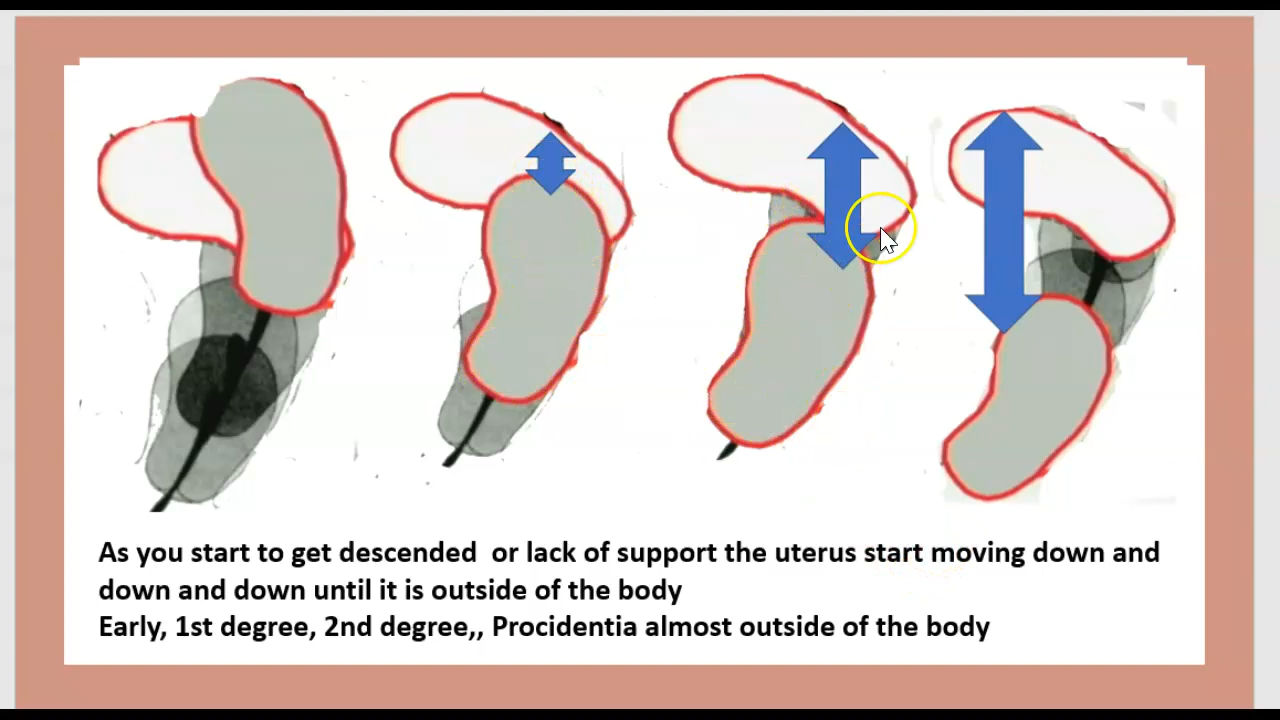 As you start to get descended  or lack of support the uterus start moving down and
down and down until it is outside of the body
Early, 1st degree, 2nd degree,, Procidentia almost outside of the body